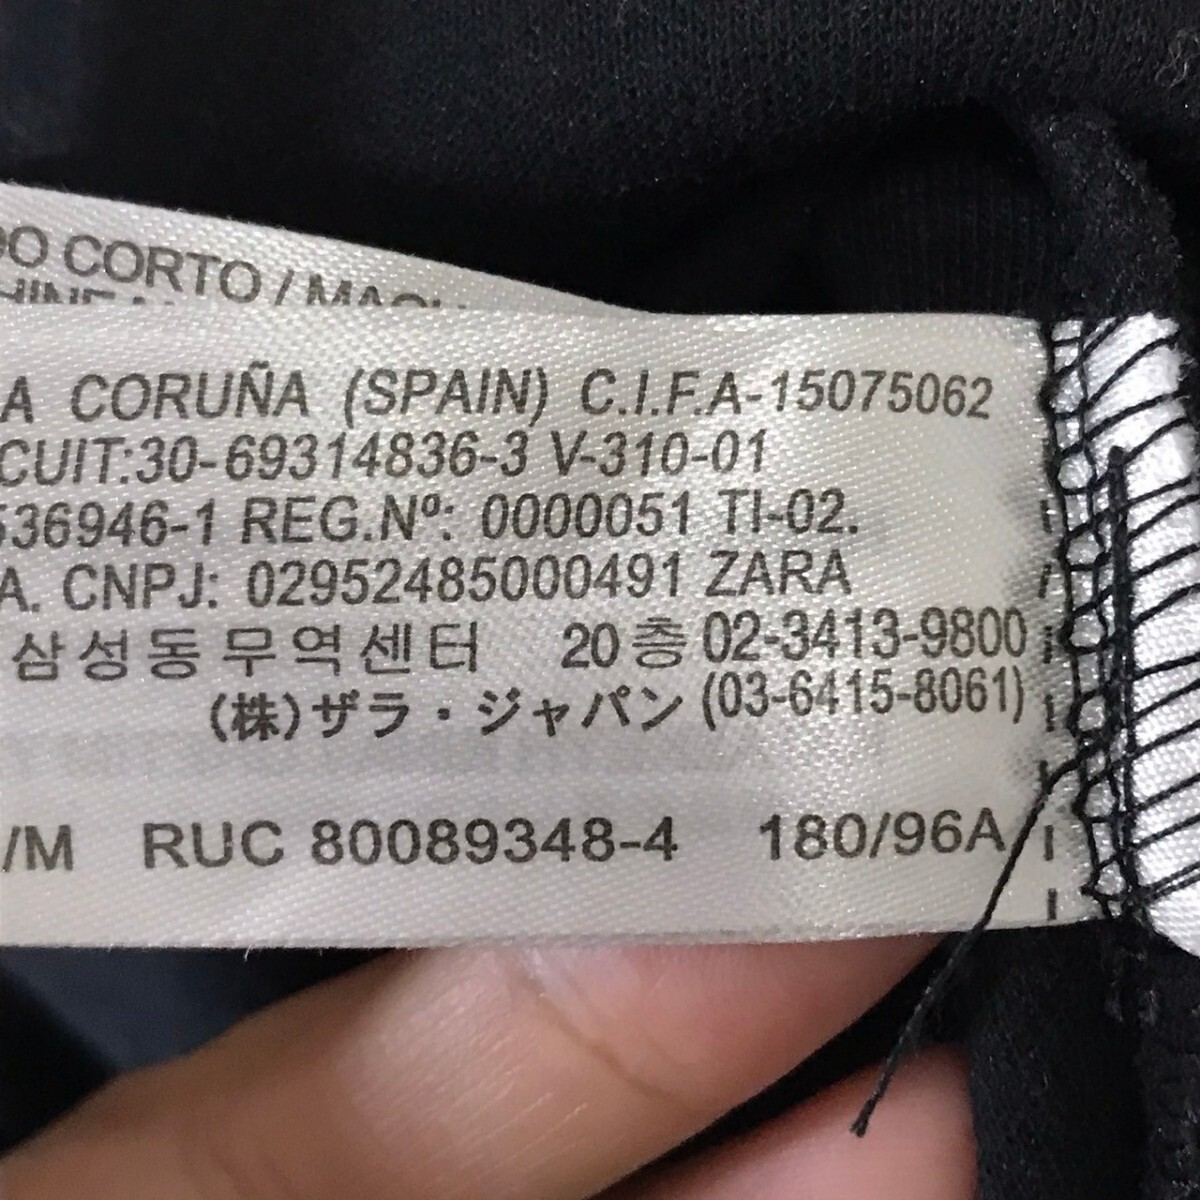 CORTO /
A CORUÑA (SPAIN) C.I.F.A-15075062
CUIT:30-69314836-3 V-310-01
536946-1 REG.Nº: 0000051 TI-02.
A. CNPJ: 02952485000491 ZARA
삼성동무역센터 20층 02-3413-9800
(株)ザラ・ジャパン (03-6415-8061)
/M RUC 80089348-4 180/96A